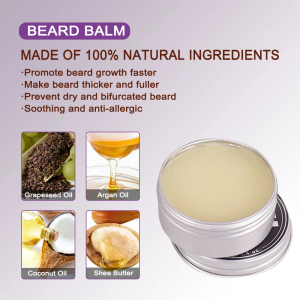 BEARD BALM
MADE OF 100% NATURAL INGREDIENTS
•Promote beard growth faster
•Make beard thicker and fuller
•Prevent dry and bifurcated beard
•Soothing and anti-allergic
Grapeseed Oil
Argan Oil
Coconut Oil
Shea Butter